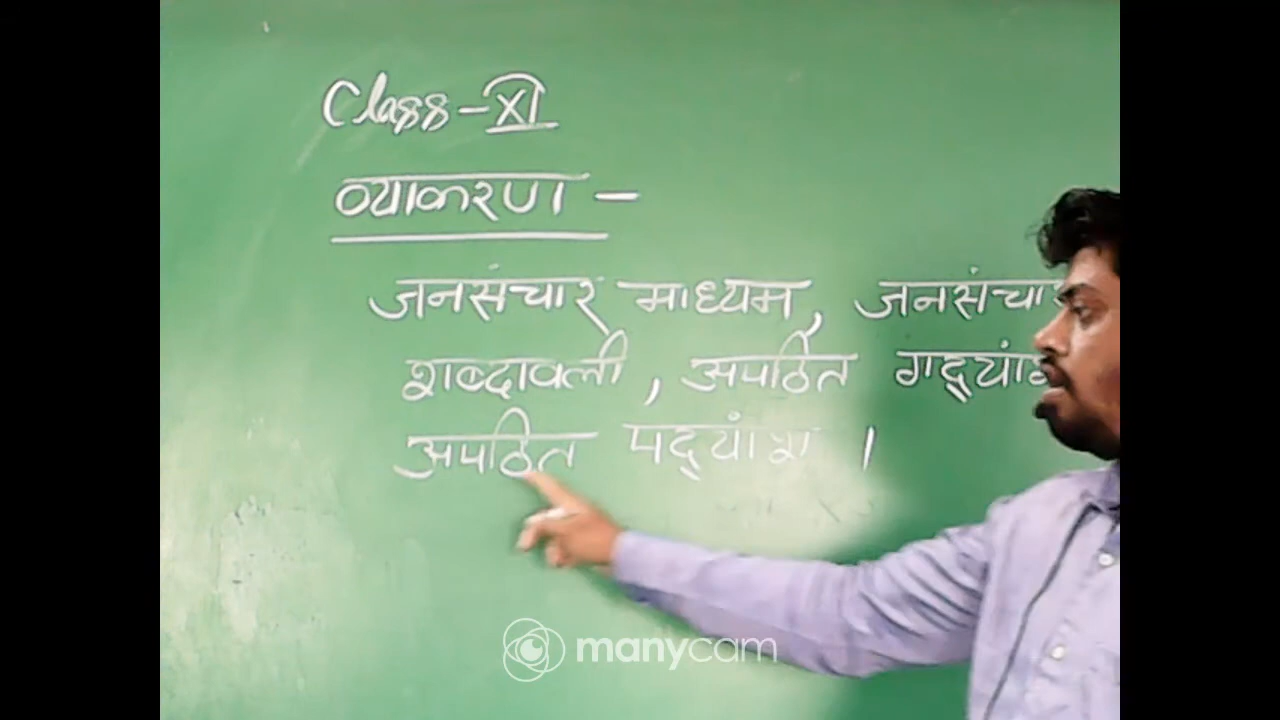 Class-XI
व्याकरण -
जनसंचार माध्यम, जनसंचार
शब्दावली, अपठित गद्यांश
अपठित पद्यांश ।
manycam